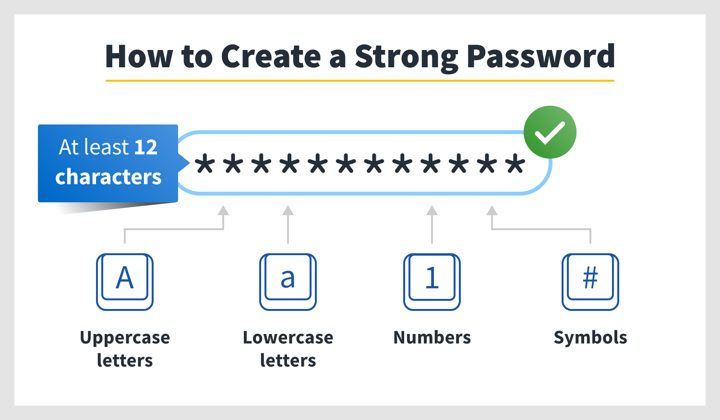 How to Create a Strong Password
At least 12
characters
************
A
a
1
#
Uppercase
letters
Lowercase
letters
Numbers
Symbols